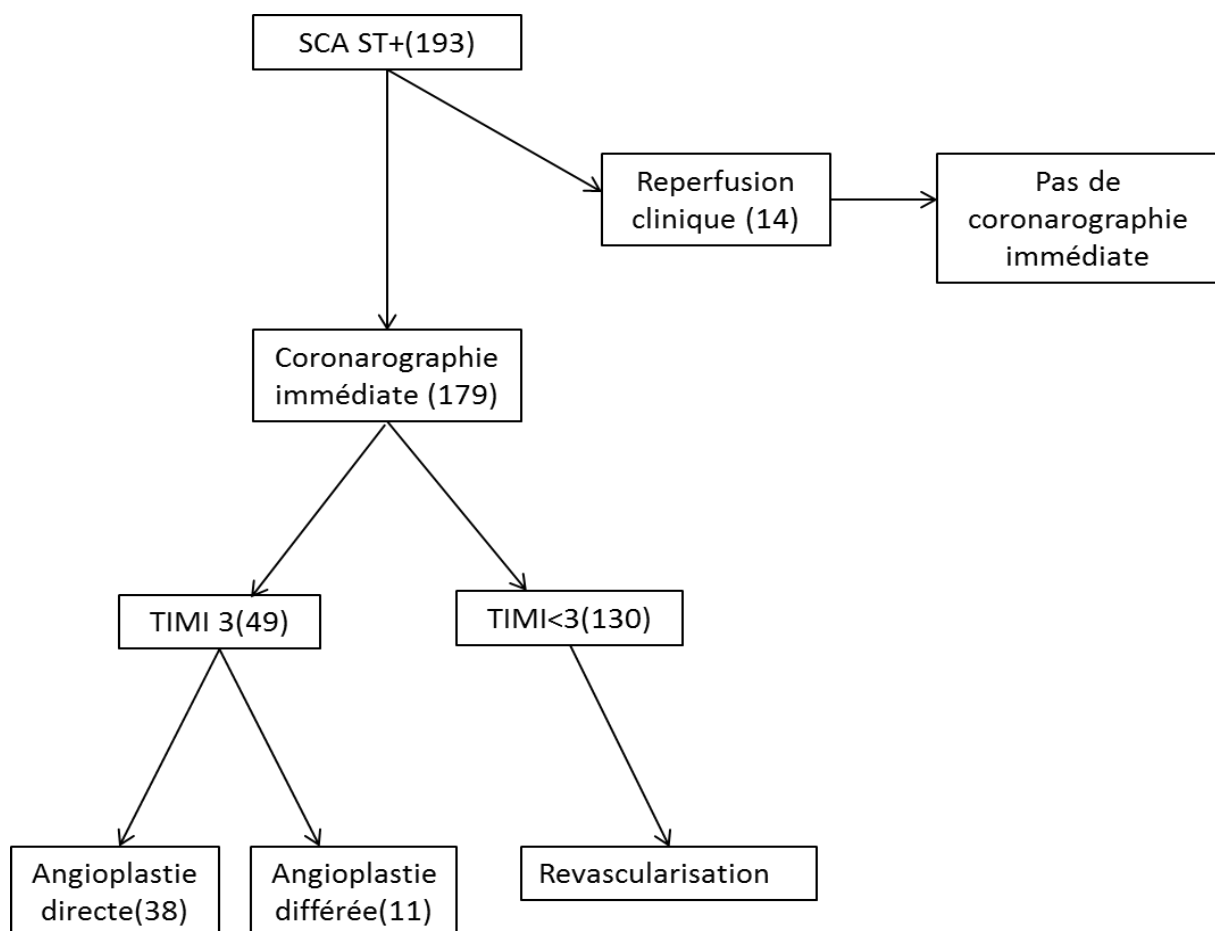 SCA ST+(193)
Reperfusion
clinique (14)
Pas de
coronarographie
immédiate
Coronarographie
immédiate (179)
TIMI 3(49)
TIMI<3(130)
Angioplastie
directe(38)
Angioplastie
différée(11)
Revascularisation